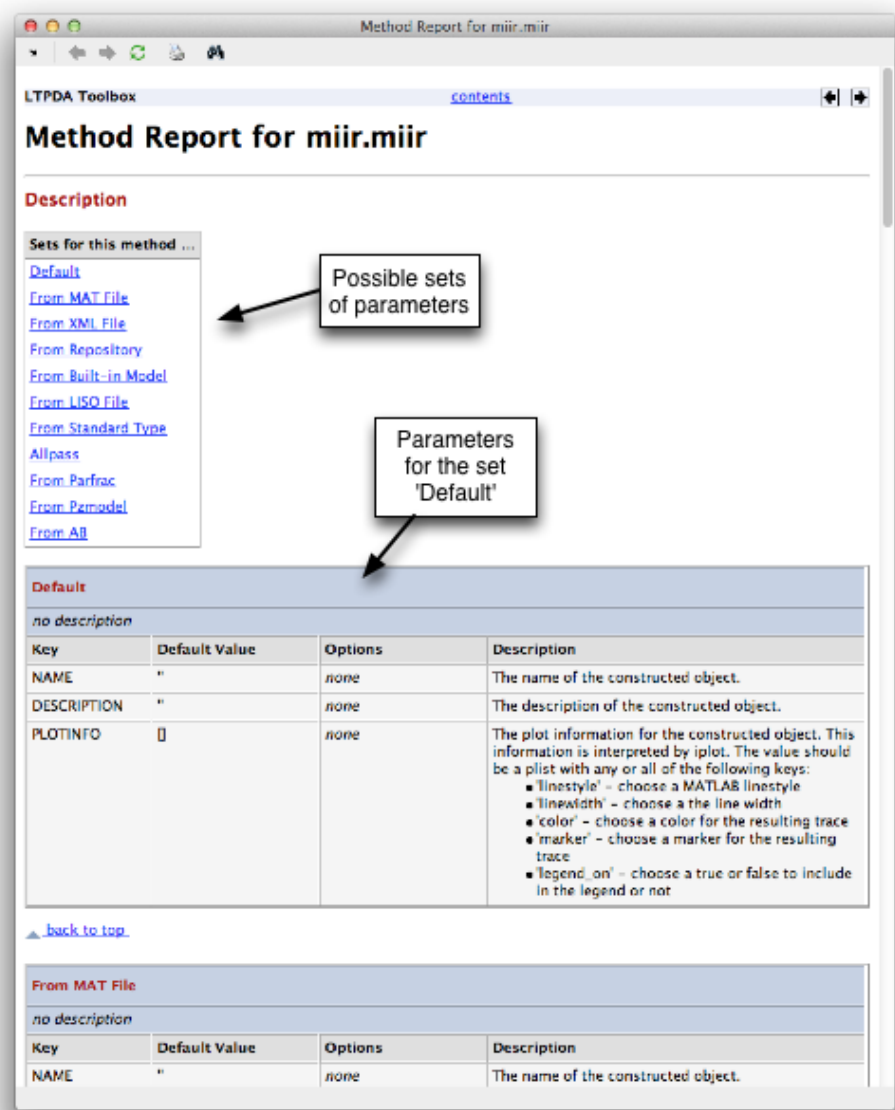 Method Report for miir.miir
LTPDA Toolbox contents
Method Report for miir.miir
Description
Sets for this method ...
Default
From MAT File
From XML File
From Repository
From Built-in Model
From LISO File
From Standard Type
Allpass
From Parfrac
From Pzmodel
From AB
Possible sets
of parameters
Parameters
for the set
'Default'
Default
no description
Key Default Value Options Description
NAME '' none The name of the constructed object.
DESCRIPTION '' none The description of the constructed object.
PLOTINFO [] none The plot information for the constructed object. This
information is interpreted by iplot. The value should
be a plist with any or all of the following keys:
'linestyle' - choose a MATLAB linestyle
'linewidth' - choose a the line width
'color' - choose a color for the resulting trace
'marker' - choose a marker for the resulting
trace
'legend_on' - choose a true or false to include
in the legend or not
back to top
From MAT File
no description
Key Default Value Options Description
NAME '' none The name of the constructed object.